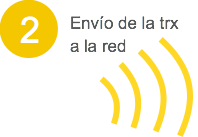 2
Envío de la trx
a la red